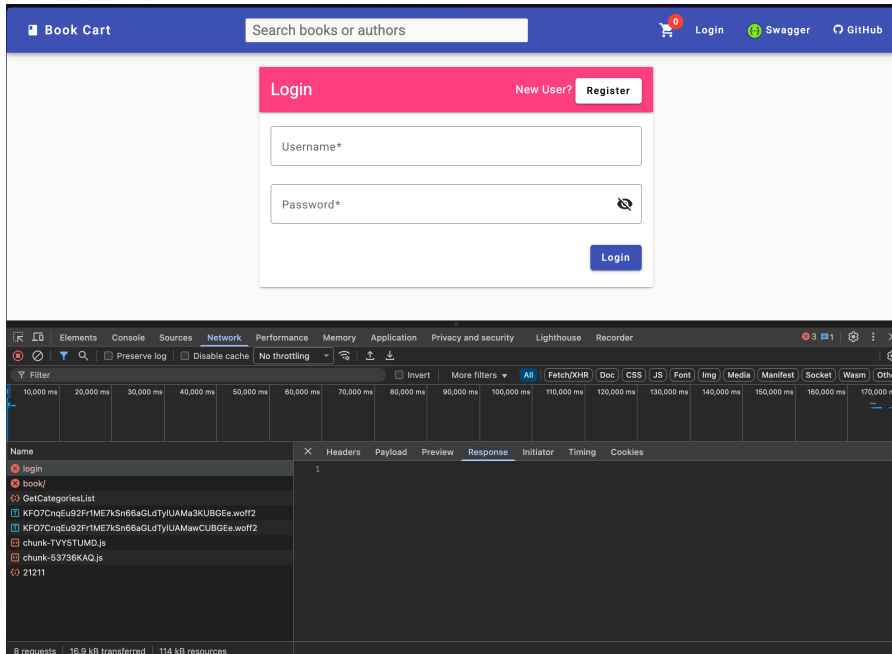 Book Cart
Search books or authors
0
Login
Swagger
GitHub
Login
New User?
Register
Username*
Password*
Login
Elements Console Sources Network Performance Memory Application Privacy and security Lighthouse Recorder 3 1
Preserve log Disable cache No throttling
Filter Invert More filters All Fetch/XHR Doc CSS JS Font Img Media Manifest Socket Wasm Oth
10,000 ms 20,000 ms 30,000 ms 40,000 ms 50,000 ms 60,000 ms 70,000 ms 80,000 ms 90,000 ms 100,000 ms 110,000 ms 120,000 ms 130,000 ms 140,000 ms 150,000 ms 160,000 ms 170,000
Name
Headers Payload Preview Response Initiator Timing Cookies
1
login
book/
GetCategoriesList
KFO7CnqEu92Fr1ME7kSn66aGLdTylUAMa3KUBGEe.woff2
KFO7CnqEu92Fr1ME7kSn66aGLdTylUAMawCUBGEe.woff2
chunk-TVY5TUMD.js
chunk-53736KAQ.js
21211
8 requests 16.9 kB transferred 114 kB resources